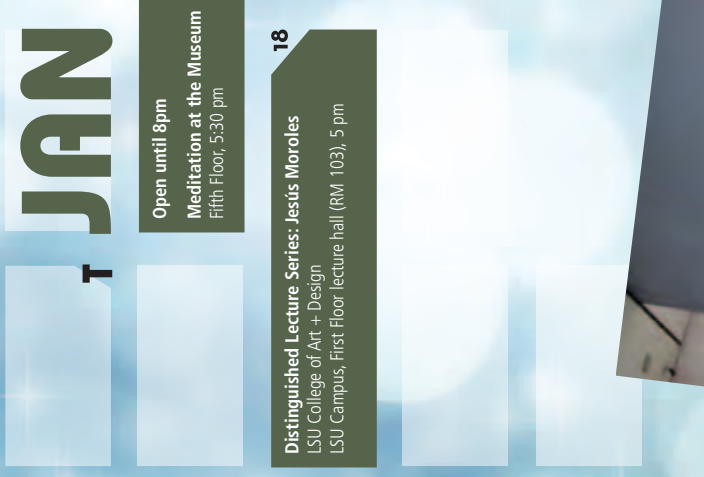 JAN
T
Open until 8pm
Meditation at the Museum
Fifth Floor, 5:30 pm
18
Distinguished Lecture Series: Jesús Moroles
LSU College of Art + Design
LSU Campus, First Floor lecture hall (RM 103), 5 pm